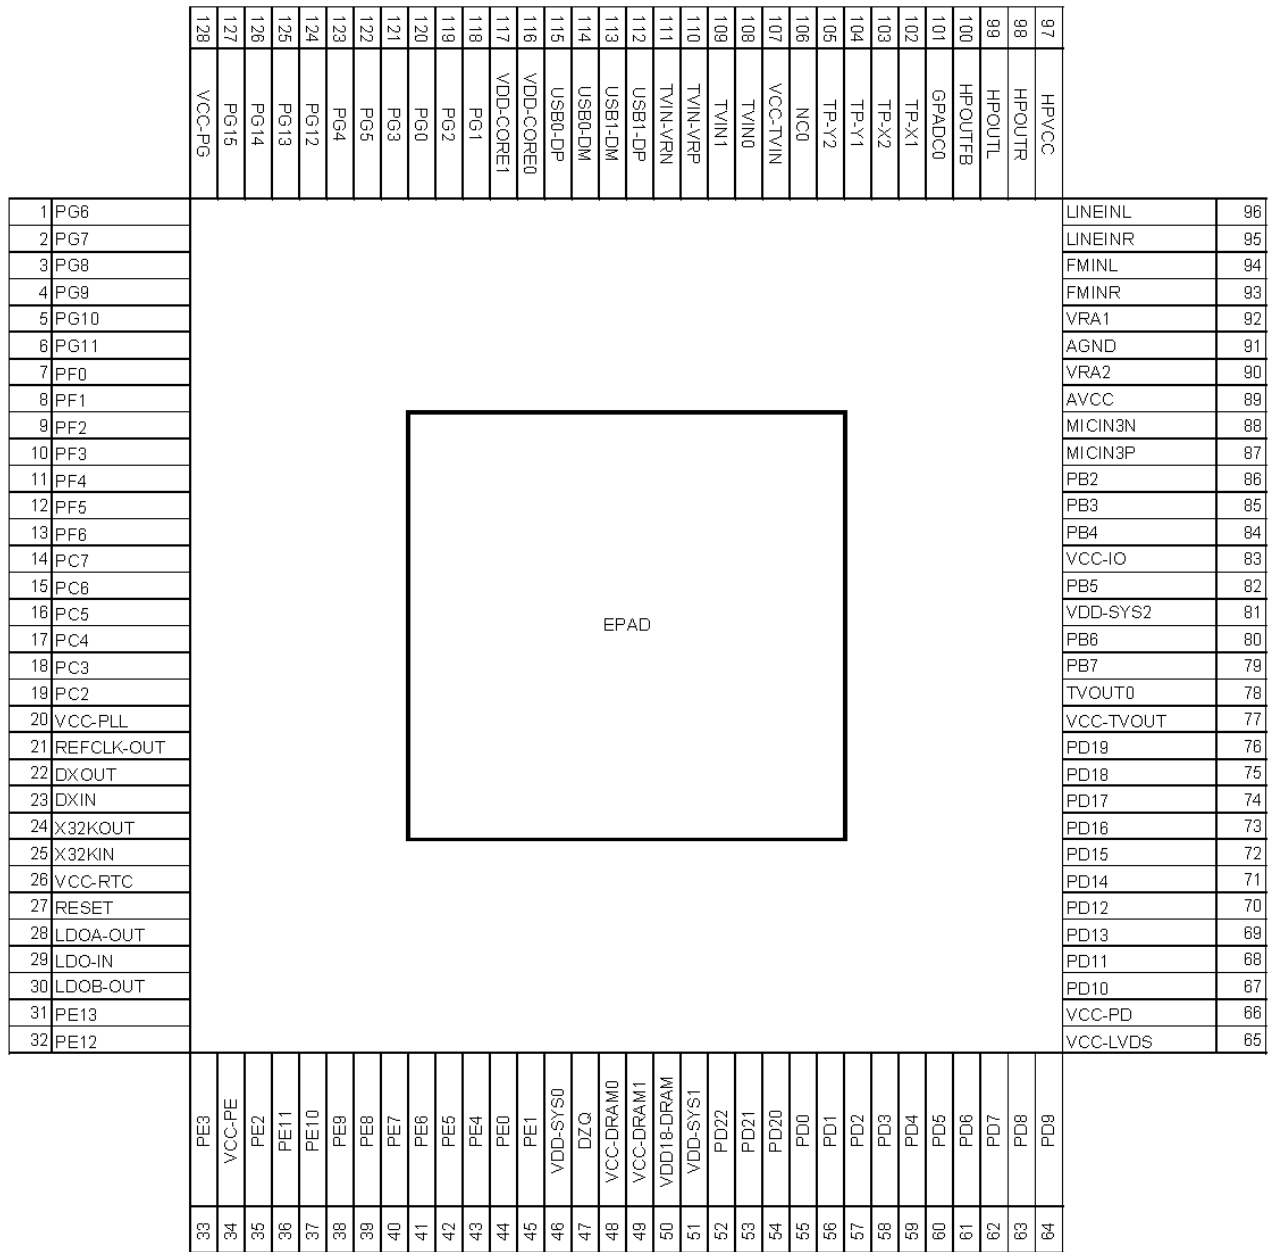 128 127 126 125 124 123 122 121 120 119 118 117 116 115 114 113 112 111 110 109 108 107 106 105 104 103 102 101 100 99 98 97
VCC-PG PG15 PG14 PG13 PG12 PG4 PG5 PG3 PG0 PG2 PG1 VDD-CORE1 VDD-CORE0 USB0-DP USB0-DM USB1-DM USB1-DP TVIN-VRN TVIN-VRP TVIN1 TVIN0 VCC-TVIN NC0 TP-Y2 TP-Y1 TP-X2 TP-X1 GPADC0 HPOUTFB HPOUTL HPOUTR HPVCC
1 PG6 LINEINL 96
2 PG7 LINEINR 95
3 PG8 FMINL 94
4 PG9 FMINR 93
5 PG10 VRA1 92
6 PG11 AGND 91
7 PF0 VRA2 90
8 PF1 AVCC 89
9 PF2 MICIN3N 88
10 PF3 MICIN3P 87
11 PF4 PB2 86
12 PF5 PB3 85
13 PF6 PB4 84
14 PC7 VCC-IO 83
15 PC6 PB5 82
16 PC5 VDD-SYS2 81
EPAD
17 PC4 PB6 80
18 PC3 PB7 79
19 PC2 TVOUT0 78
20 VCC-PLL VCC-TVOUT 77
21 REFCLK-OUT PD19 76
22 DXOUT PD18 75
23 DXIN PD17 74
24 X32KOUT PD16 73
25 X32KIN PD15 72
26 VCC-RTC PD14 71
27 RESET PD12 70
28 LDOA-OUT PD13 69
29 LDO-IN PD11 68
30 LDOB-OUT PD10 67
31 PE13 VCC-PD 66
32 PE12 VCC-LVDS 65
PE3 VCC-PE PE2 PE11 PE10 PE9 PE8 PE7 PE6 PE5 PE4 PE0 PE1 VDD-SYS0 DZQ VCC-DRAM0 VCC-DRAM1 VDD18-DRAM VDD-SYS1 PD22 PD21 PD20 PD0 PD1 PD2 PD3 PD4 PD5 PD6 PD7 PD8 PD9
33 34 35 36 37 38 39 40 41 42 43 44 45 46 47 48 49 50 51 52 53 54 55 56 57 58 59 60 61 62 63 64